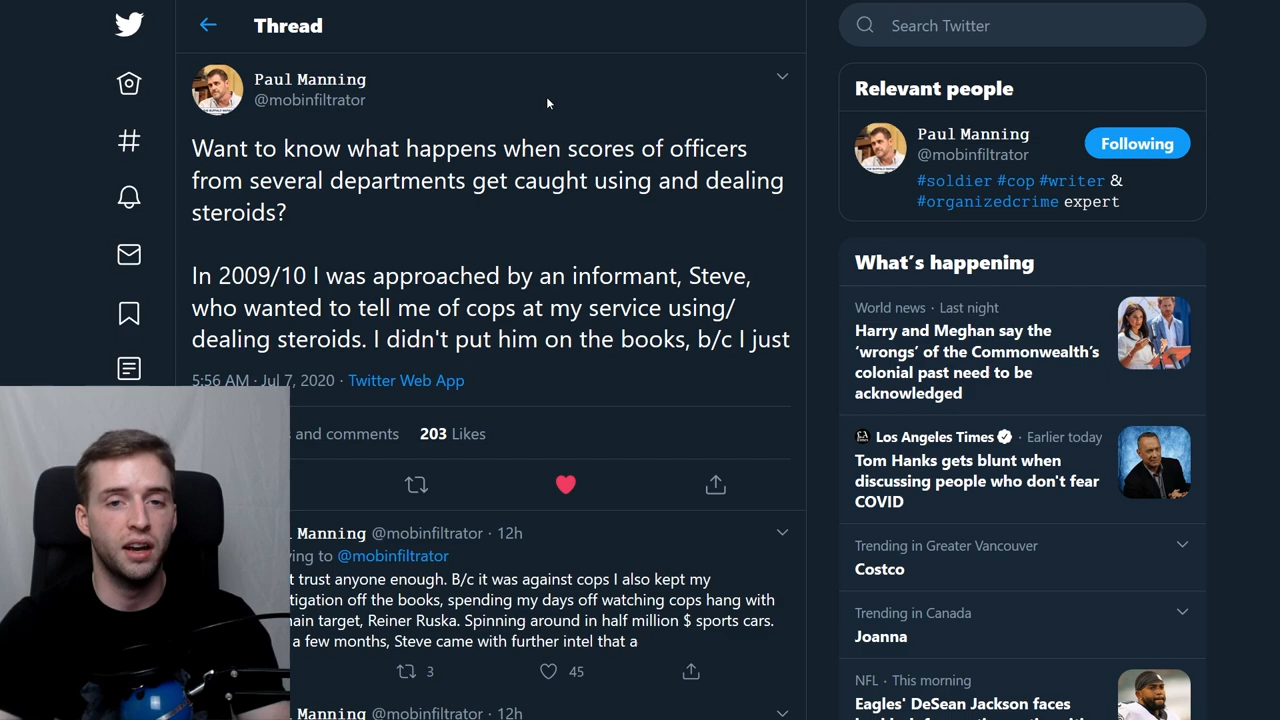 Thread
Search Twitter
Paul Manning
@mobinfiltrator
Want to know what happens when scores of officers
from several departments get caught using and dealing
steroids?
In 2009/10 I was approached by an informant, Steve,
who wanted to tell me of cops at my service using/
dealing steroids. I didn't put him on the books, b/c I just
5:56 AM · Jul 7, 2020 · Twitter Web App
and comments 203 Likes
Manning @mobinfiltrator · 12h
ying to @mobinfiltrator
t trust anyone enough. B/c it was against cops I also kept my
tigation off the books, spending my days off watching cops hang with
ain target, Reiner Ruska. Spinning around in half million $ sports cars.
a few months, Steve came with further intel that a
3 45
Manning @mobinfiltrator · 12h
Relevant people
Paul Manning
@mobinfiltrator
Following
#soldier #cop #writer &
#organizedcrime expert
What's happening
World news · Last night
Harry and Meghan say the
‘wrongs’ of the Commonwealth’s
colonial past need to be
acknowledged
Los Angeles Times · Earlier today
Tom Hanks gets blunt when
discussing people who don't fear
COVID
Trending in Greater Vancouver
Costco
Trending in Canada
Joanna
NFL · This morning
Eagles' DeSean Jackson faces